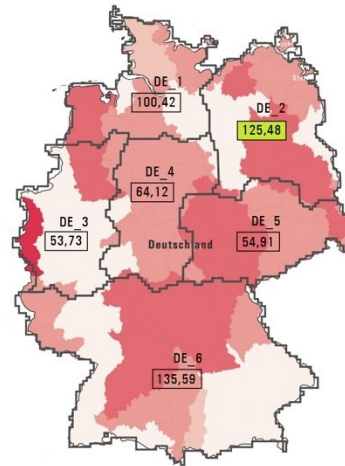 DE_1
100,42
DE_2
125,48
DE_4
64,12
DE_3
53,73
DE_5
54,91
Deutschland
DE_6
135,59